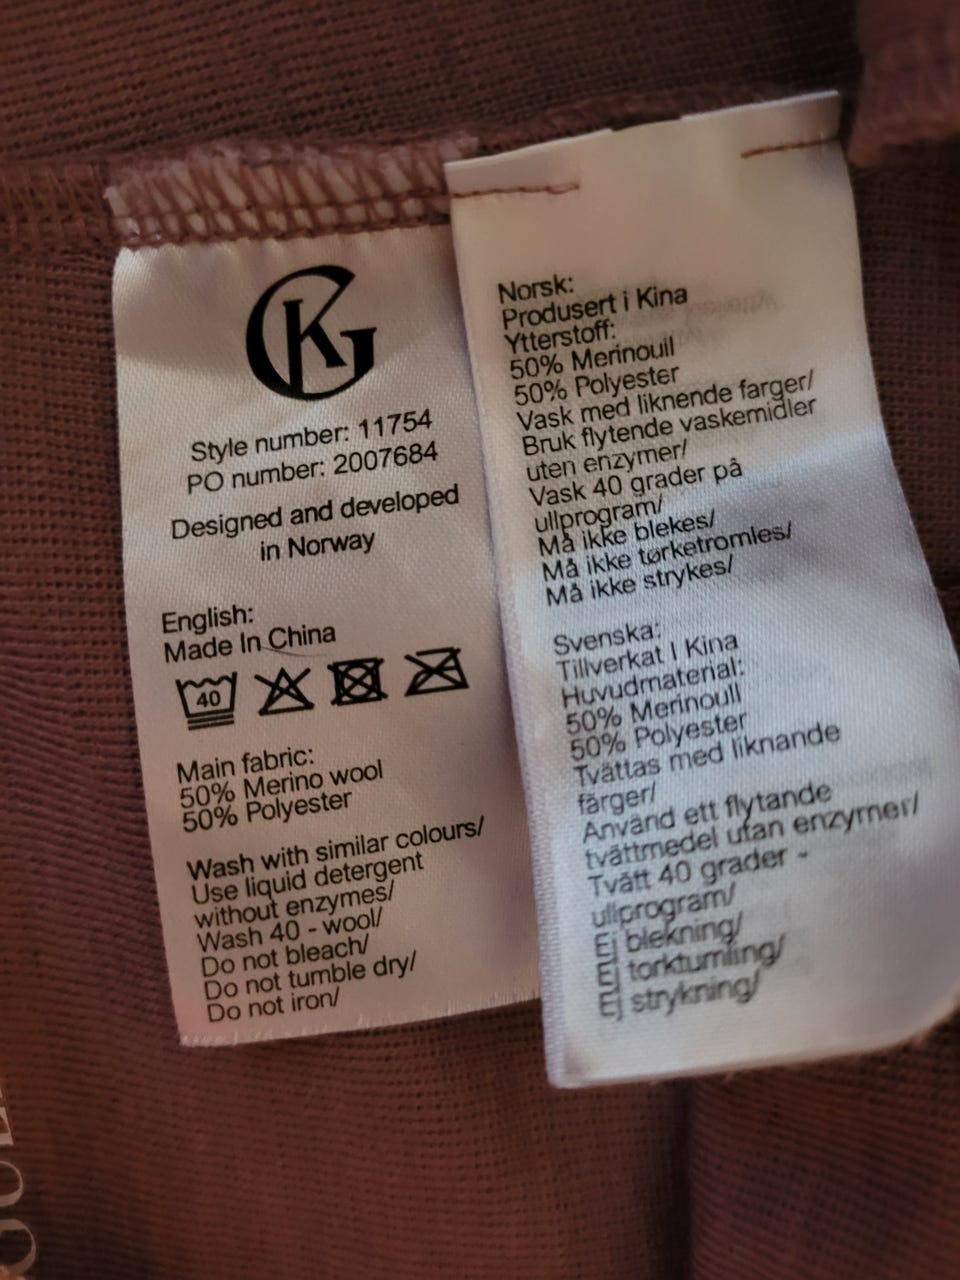 KG
Style number: 11754
PO number: 2007684
Designed and developed
in Norway
English:
Made In China
40
Main fabric:
50% Merino wool
50% Polyester
Wash with similar colours/
Use liquid detergent
without enzymes/
Wash 40 - wool/
Do not bleach/
Do not tumble dry/
Do not iron/
Norsk:
Produsert i Kina
Ytterstoff:
50% Merinoull
50% Polyester
Vask med liknende farger/
Bruk flytende vaskemidler
uten enzymer/
Vask 40 grader på
ullprogram/
Må ikke blekes/
Må ikke tørketromles/
Må ikke strykes/
Svenska:
Tillverkat I Kina
Huvudmaterial:
50% Merinoull
50% Polyester
Tvättas med liknande
färger/
Använd ett flytande
tvättmedel utan enzymer/
Tvätt 40 grader -
ullprogram/
Ej blekning/
Ej torktumling/
Ej strykning/